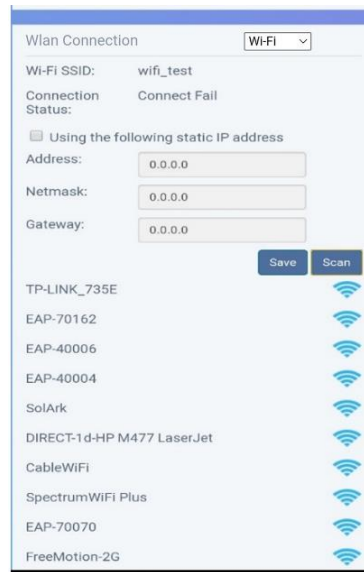 Wlan Connection Wi-Fi
Wi-Fi SSID: wifi_test
Connection Status: Connect Fail
Using the following static IP address
Address: 0.0.0.0
Netmask: 0.0.0.0
Gateway: 0.0.0.0
Save Scan
TP-LINK_735E
EAP-70162
EAP-40006
EAP-40004
SolArk
DIRECT-1d-HP M477 LaserJet
CableWiFi
SpectrumWiFi Plus
EAP-70070
FreeMotion-2G